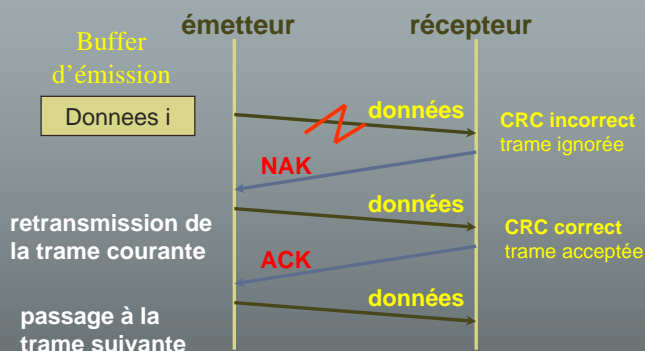 émetteur
récepteur
Buffer
d'émission
Donnees i
données
CRC incorrect
trame ignorée
NAK
données
retransmission de
la trame courante
CRC correct
trame acceptée
ACK
données
passage à la
trame suivante